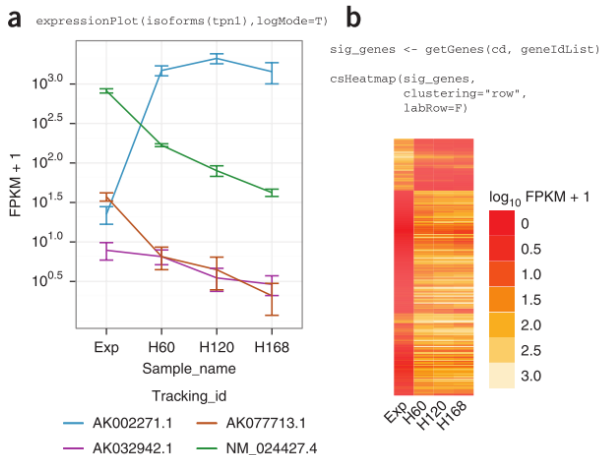 a expressionPlot(isoforms(tpn1),logMode=T)
FPKM + 1
10^3.0
10^2.5
10^2.0
10^1.5
10^1.0
10^0.5
Exp H60 H120 H168
Sample_name
Tracking_id
AK002271.1 AK077713.1
AK032942.1 NM_024427.4
b
sig_genes <- getGenes(cd, geneIdList)
csHeatmap(sig_genes,
clustering="row",
labRow=F)
log10 FPKM + 1
0
0.5
1.0
1.5
2.0
2.5
3.0
Exp H60 H120 H168